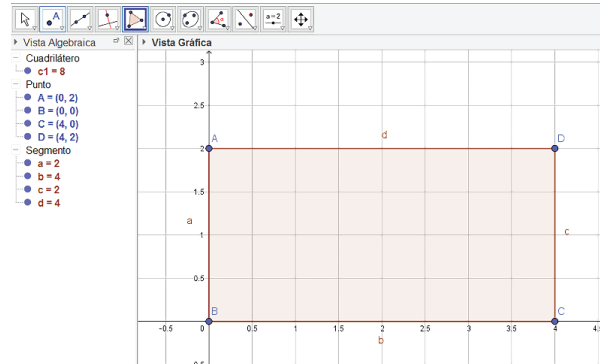 A
a=2
Vista Algebraica
Vista Gráfica
Cuadrilátero
c1 = 8
Punto
A = (0, 2)
B = (0, 0)
C = (4, 0)
D = (4, 2)
Segmento
a = 2
b = 4
c = 2
d = 4
3
2.5
A
d
D
2
1.5
a
c
1
0.5
B
C
-0.5
0
0.5
1
1.5
2
2.5
3
3.5
4
4.5
b